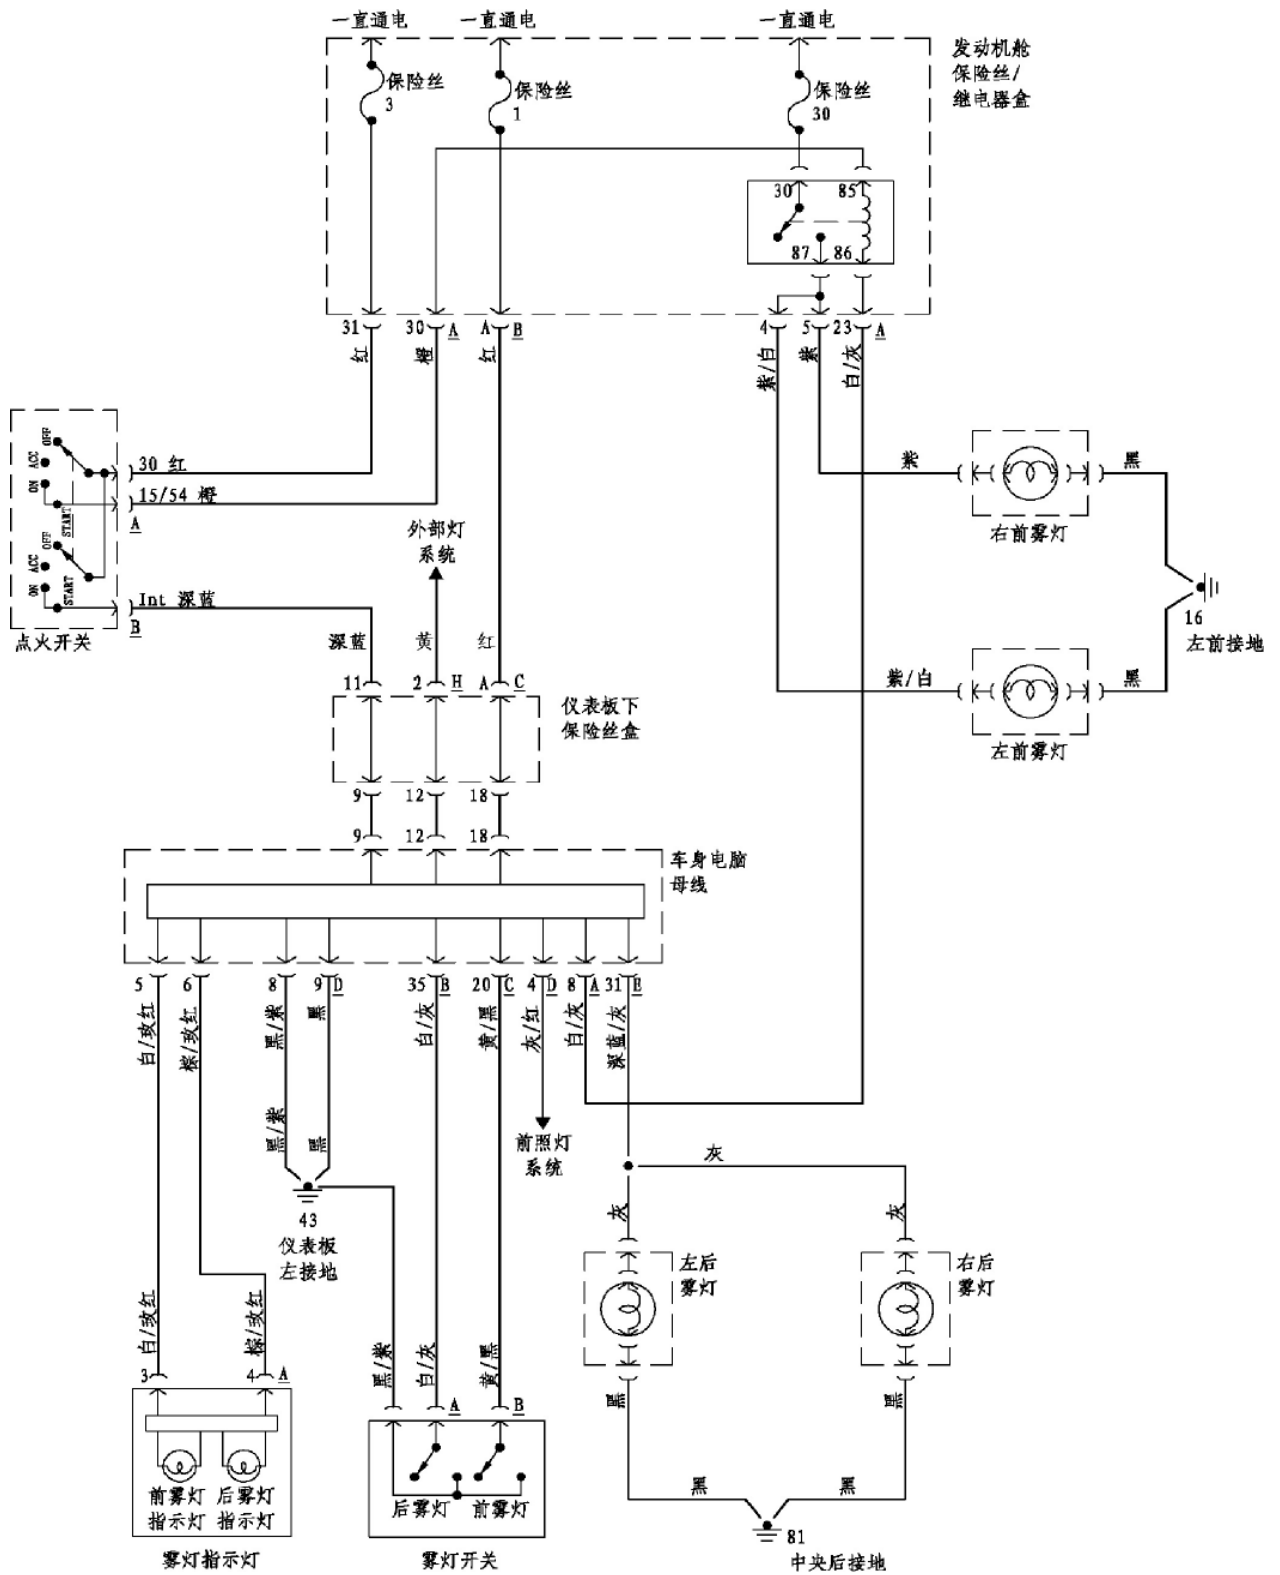 一直通电
一直通电
一直通电
发动机舱
保险丝/
继电器盒
保险丝
3
保险丝
1
保险丝
30
30
85
87
86
31
30
A
A
B
4
5
23
A
红
橙
红
紫/白
紫
白/灰
OFF
ACC
ON
START
30 红
15/54 橙
A
OFF
ACC
ON
START
Int 深蓝
B
点火开关
外部灯
系统
紫
黑
右前雾灯
16
左前接地
紫/白
黑
左前雾灯
深蓝
黄
红
11
2
H
A
C
仪表板下
保险丝盒
9
12
18
9
12
18
车身电脑
母线
5
6
8
9
D
35
B
20
C
4
D
8
A
31
E
白/玫红
棕/玫红
黑/紫
黑
白/灰
黄/黑
灰/红
白/灰
深蓝/灰
黑/紫
黑
前照灯
系统
灰
43
仪表板
左接地
灰
灰
左后
雾灯
右后
雾灯
白/玫红
棕/玫红
黑/紫
白/灰
黄/黑
3
4
A
A
B
黑
黑
前雾灯
指示灯
后雾灯
指示灯
后雾灯
前雾灯
黑
黑
81
雾灯指示灯
雾灯开关
中央后接地